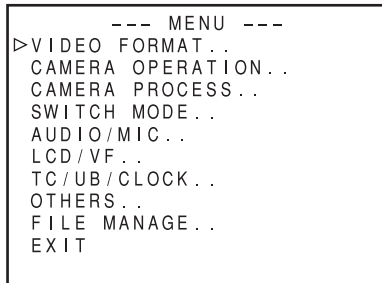 --- MENU ---
▷VIDEO FORMAT..
CAMERA OPERATION..
CAMERA PROCESS..
SWITCH MODE..
AUDIO/MIC..
LCD/VF..
TC/UB/CLOCK..
OTHERS..
FILE MANAGE..
EXIT